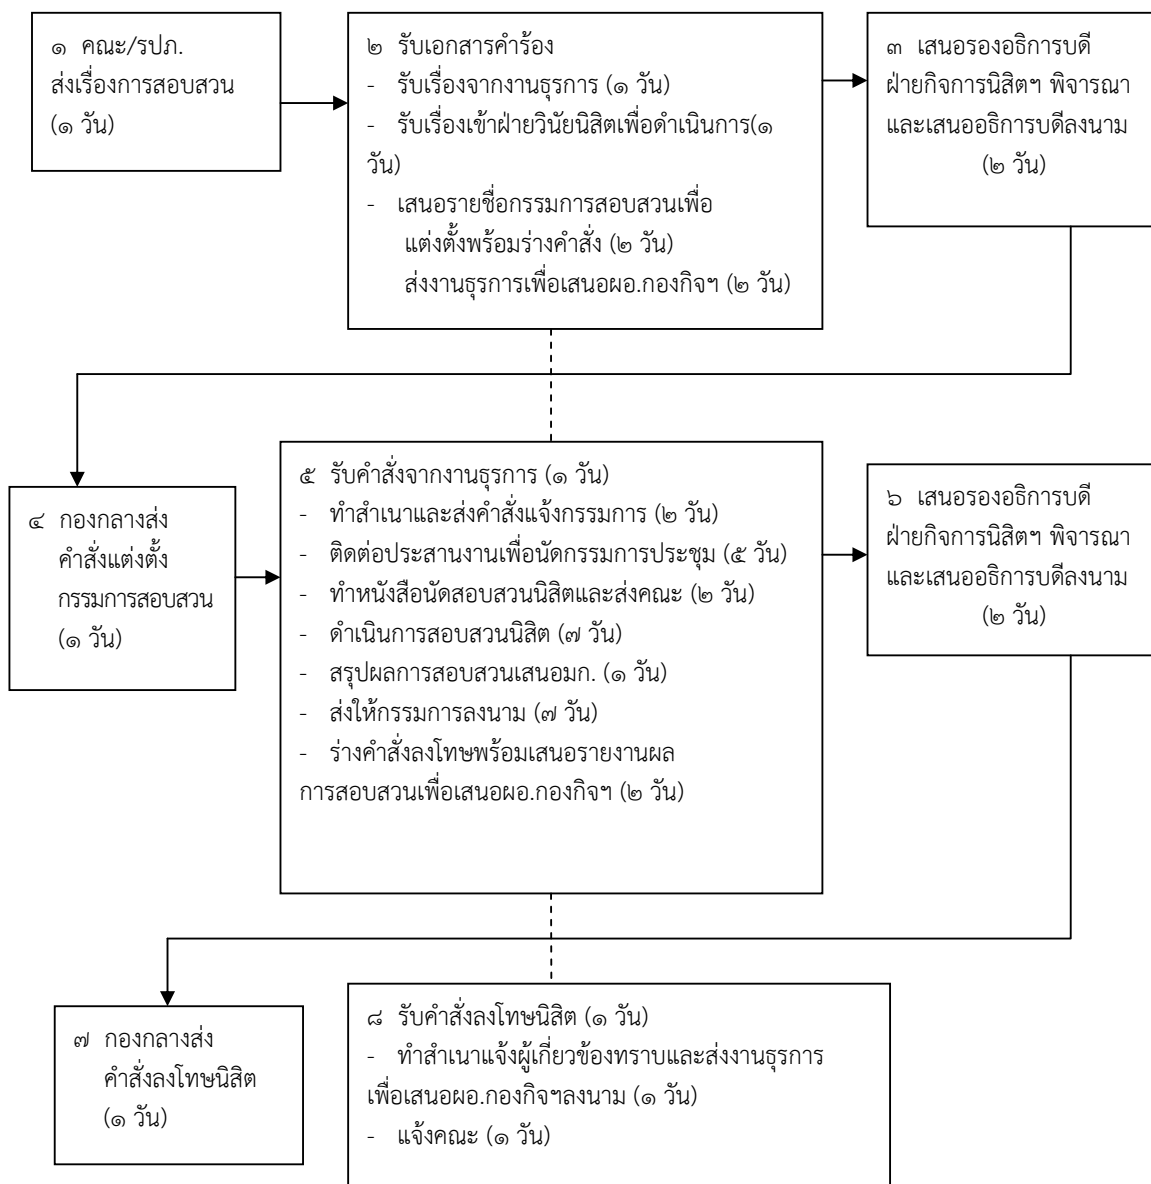 ๑ คณะ/รปภ.
ส่งเรื่องการสอบสวน
(๑ วัน)
๒ รับเอกสารคำร้อง
- รับเรื่องจากงานธุรการ (๑ วัน)
- รับเรื่องเข้าฝ่ายวินัยนิสิตเพื่อดำเนินการ(๑
วัน)
- เสนอรายชื่อกรรมการสอบสวนเพื่อ
แต่งตั้งพร้อมร่างคำสั่ง (๒ วัน)
ส่งงานธุรการเพื่อเสนอผอ.กองกิจฯ (๒ วัน)
๓ เสนอรองอธิการบดี
ฝ่ายกิจการนิสิตฯ พิจารณา
และเสนออธิการบดีลงนาม
(๒ วัน)
๔ กองกลางส่ง
คำสั่งแต่งตั้ง
กรรมการสอบสวน
(๑ วัน)
๕ รับคำสั่งจากงานธุรการ (๑ วัน)
- ทำสำเนาและส่งคำสั่งแจ้งกรรมการ (๒ วัน)
- ติดต่อประสานงานเพื่อนัดกรรมการประชุม (๕ วัน)
- ทำหนังสือนัดสอบสวนนิสิตและส่งคณะ (๒ วัน)
- ดำเนินการสอบสวนนิสิต (๗ วัน)
- สรุปผลการสอบสวนเสนอมก. (๑ วัน)
- ส่งให้กรรมการลงนาม (๗ วัน)
- ร่างคำสั่งลงโทษพร้อมเสนอรายงานผล
การสอบสวนเพื่อเสนอผอ.กองกิจฯ (๒ วัน)
๖ เสนอรองอธิการบดี
ฝ่ายกิจการนิสิตฯ พิจารณา
และเสนออธิการบดีลงนาม
(๒ วัน)
๗ กองกลางส่ง
คำสั่งลงโทษนิสิต
(๑ วัน)
๘ รับคำสั่งลงโทษนิสิต (๑ วัน)
- ทำสำเนาแจ้งผู้เกี่ยวข้องทราบและส่งงานธุรการ
เพื่อเสนอผอ.กองกิจฯลงนาม (๑ วัน)
- แจ้งคณะ (๑ วัน)